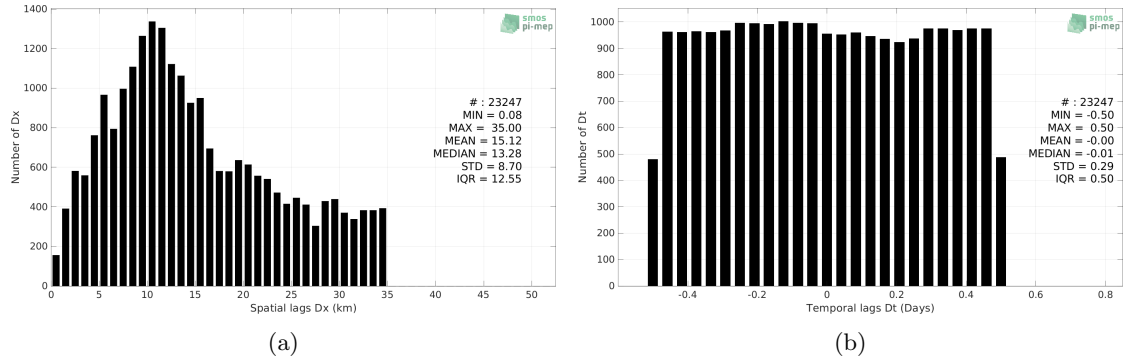 1400
1200
1000
800
600
400
200
0
Number of Dx
0 5 10 15 20 25 30 35 40 45 50
Spatial lags Dx (km)
smos
pi-mep
# : 23247
MIN = 0.08
MAX = 35.00
MEAN = 15.12
MEDIAN = 13.28
STD = 8.70
IQR = 12.55
(a)
1000
900
800
700
600
500
400
300
200
100
0
Number of Dt
-0.4 -0.2 0 0.2 0.4 0.6 0.8
Temporal lags Dt (Days)
smos
pi-mep
# : 23247
MIN = -0.50
MAX = 0.50
MEAN = -0.00
MEDIAN = -0.01
STD = 0.29
IQR = 0.50
(b)